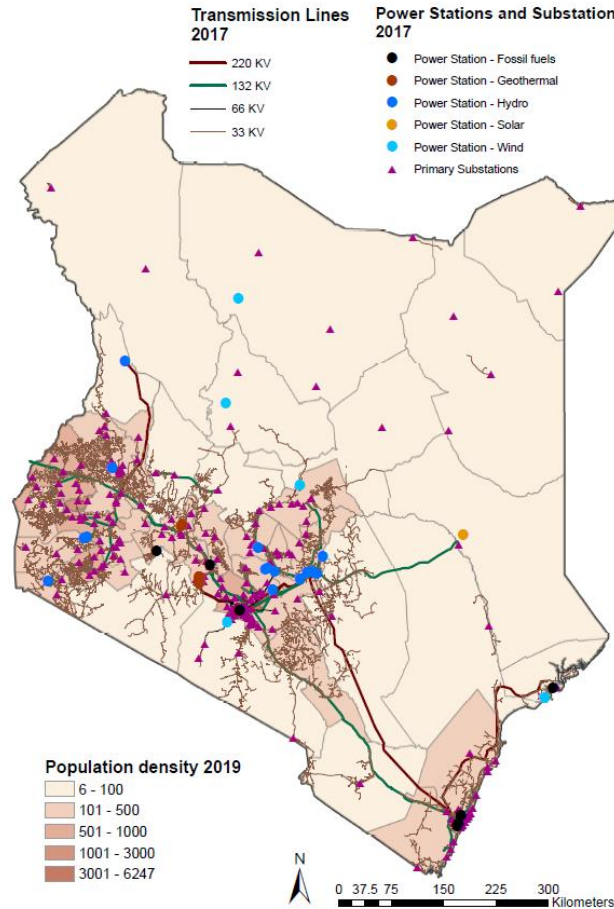 Transmission Lines
2017
220 KV
132 KV
66 KV
33 KV
Power Stations and Substation
2017
Power Station - Fossil fuels
Power Station - Geothermal
Power Station - Hydro
Power Station - Solar
Power Station - Wind
Primary Substations
Population density 2019
6 - 100
101 - 500
501 - 1000
1001 - 3000
3001 - 6247
N
0 37.5 75 150 225 300
Kilometers